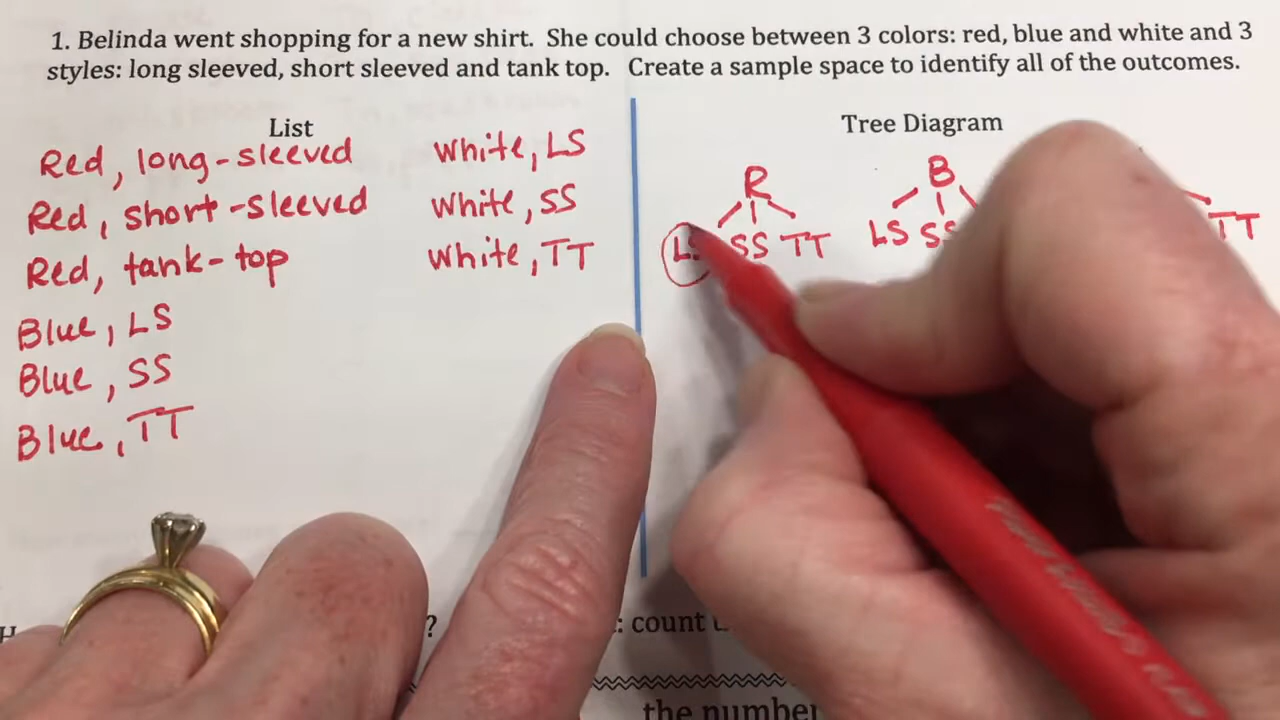 1. Belinda went shopping for a new shirt. She could choose between 3 colors: red, blue and white and 3
styles: long sleeved, short sleeved and tank top. Create a sample space to identify all of the outcomes.
List
Red, long-sleeved
Red, short-sleeved
Red, tank-top
Blue, LS
Blue, SS
Blue, TT
White, LS
White, SS
White, TT
Tree Diagram
R B
SS TT LS TT
? : count
the number